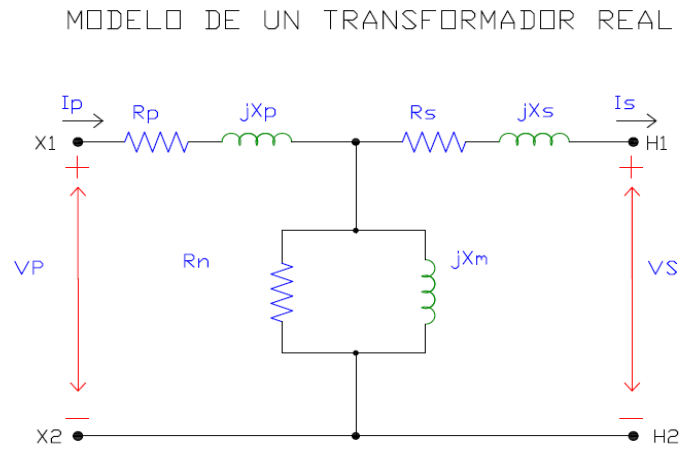 MODELO DE UN TRANSFORMADOR REAL
Ip
Rp
jXp
Rs
jXs
Is
X1
H1
+
+
Rn
jXm
VP
VS
—
—
X2
H2